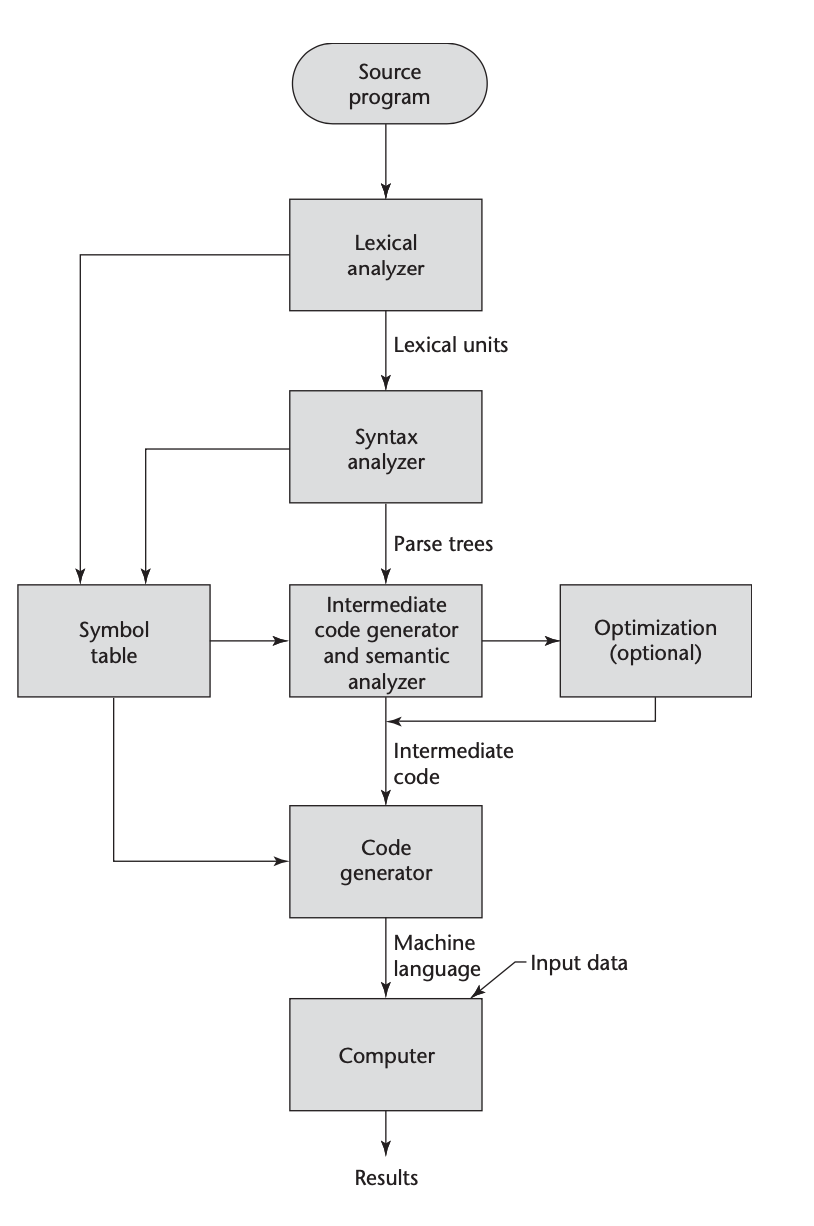 Source
program
Lexical
analyzer
Lexical units
Syntax
analyzer
Parse trees
Symbol
table
Intermediate
code generator
and semantic
analyzer
Optimization
(optional)
Intermediate
code
Code
generator
Machine
language
Input data
Computer
Results